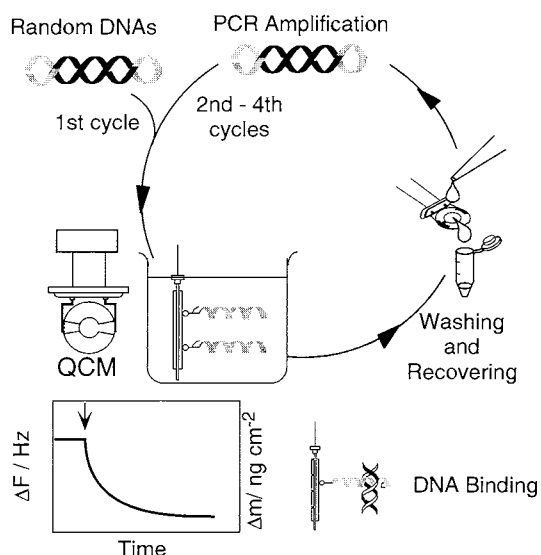 Random DNAs
PCR Amplification
1st cycle
2nd - 4th
cycles
QCM
Washing
and
Recovering
ΔF / Hz
Δm/ ng cm-2
Time
DNA Binding